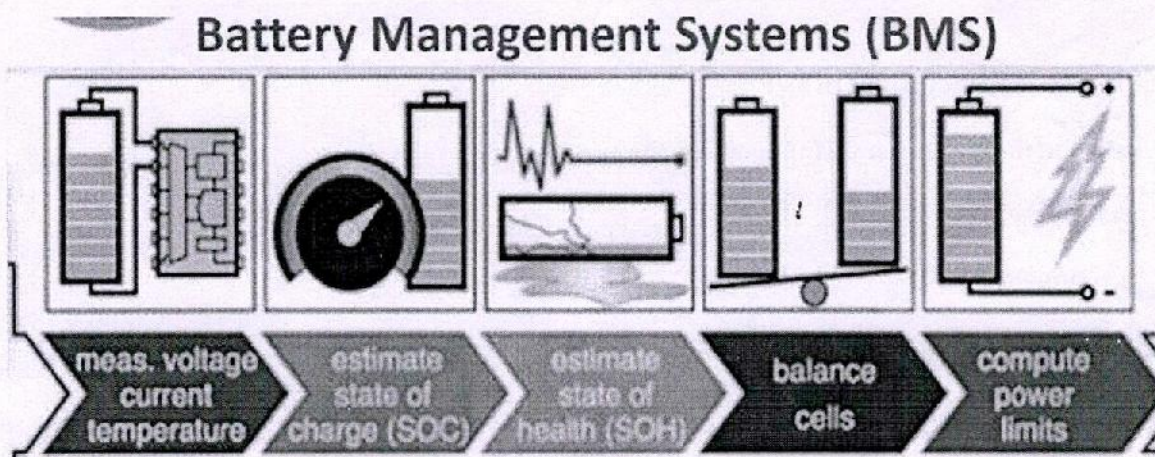 Battery Management Systems (BMS)
+
-
meas. voltage
current
temperature
estimate
state of
charge (SOC)
estimate
state of
health (SOH)
balance
cells
compute
power
limits